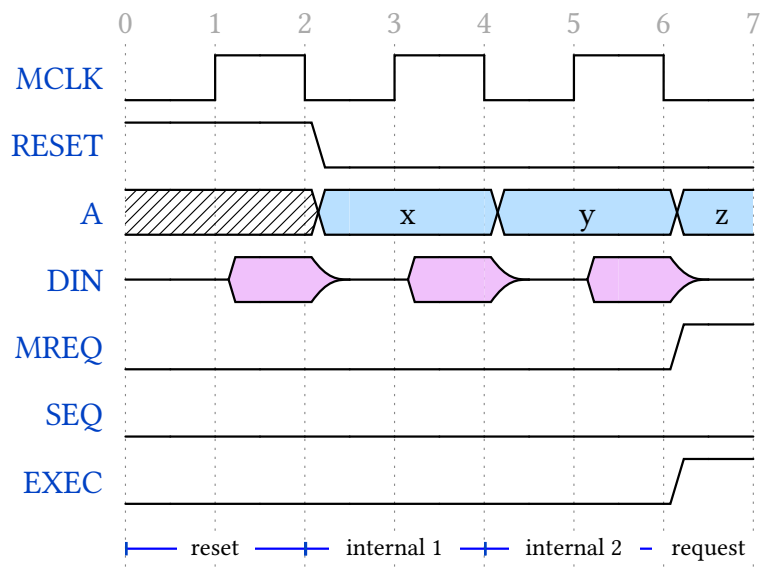 0 1 2 3 4 5 6 7
MCLK
RESET
A x y z
DIN
MREQ
SEQ
EXEC
reset internal 1 internal 2 request